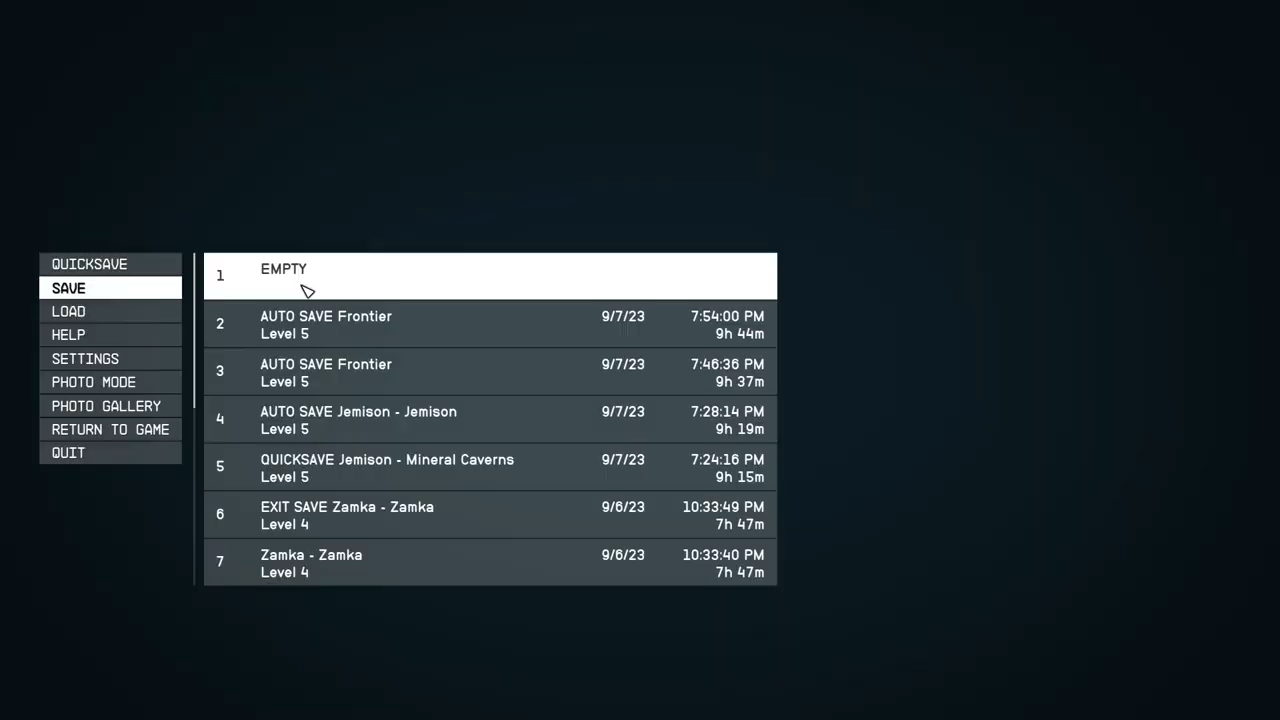 QUICKSAVE
SAVE
LOAD
HELP
SETTINGS
PHOTO MODE
PHOTO GALLERY
RETURN TO GAME
QUIT
1 EMPTY
2 AUTO SAVE Frontier 9/7/23 7:54:00 PM
Level 5 9h 44m
3 AUTO SAVE Frontier 9/7/23 7:46:36 PM
Level 5 9h 37m
4 AUTO SAVE Jemison - Jemison 9/7/23 7:28:14 PM
Level 5 9h 19m
5 QUICKSAVE Jemison - Mineral Caverns 9/7/23 7:24:16 PM
Level 5 9h 15m
6 EXIT SAVE Zamka - Zamka 9/6/23 10:33:49 PM
Level 4 7h 47m
7 Zamka - Zamka 9/6/23 10:33:40 PM
Level 4 7h 47m